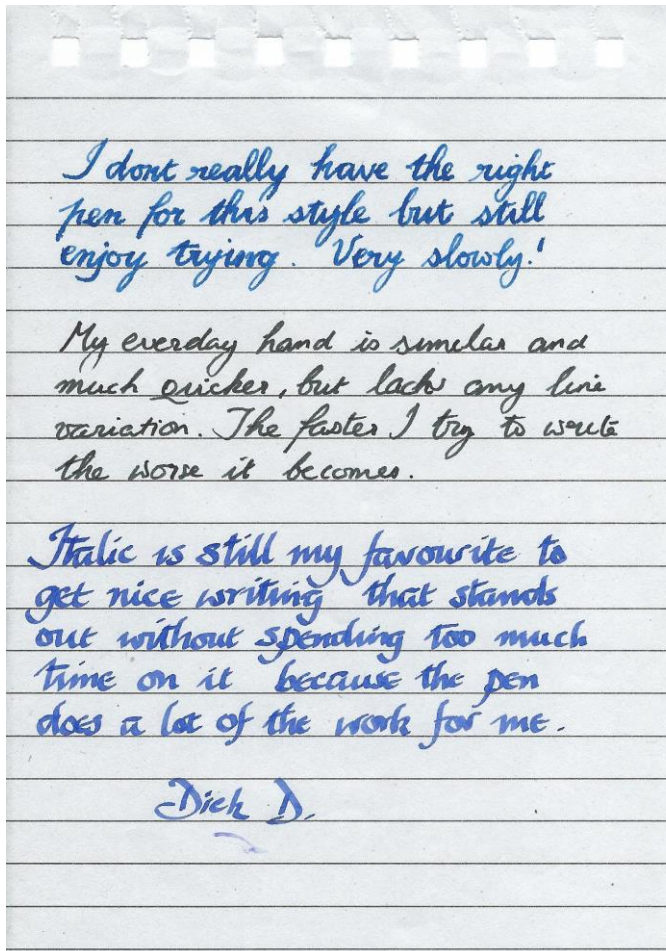 I dont really have the right
pen for this style but still
enjoy trying. Very slowly!
My everday hand is similar and
much quicker, but lacks any line
variation. The faster I try to write
the worse it becomes.
Italic is still my favourite to
get nice writing that stands
out without spending too much
time on it because the pen
does a lot of the work for me.
Dick D.